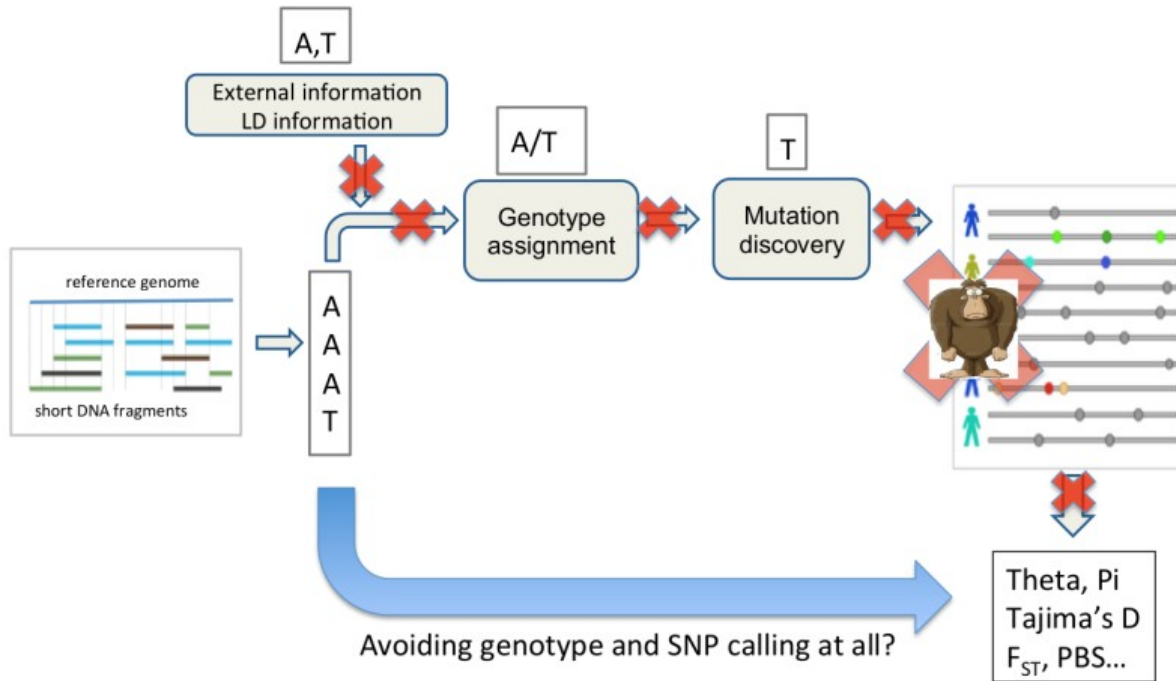 A,T
External information
LD information
A/T
T
Genotype
assignment
Mutation
discovery
reference genome
short DNA fragments
A
A
A
T
Avoiding genotype and SNP calling at all?
Theta, Pi
Tajima's D
FST, PBS...